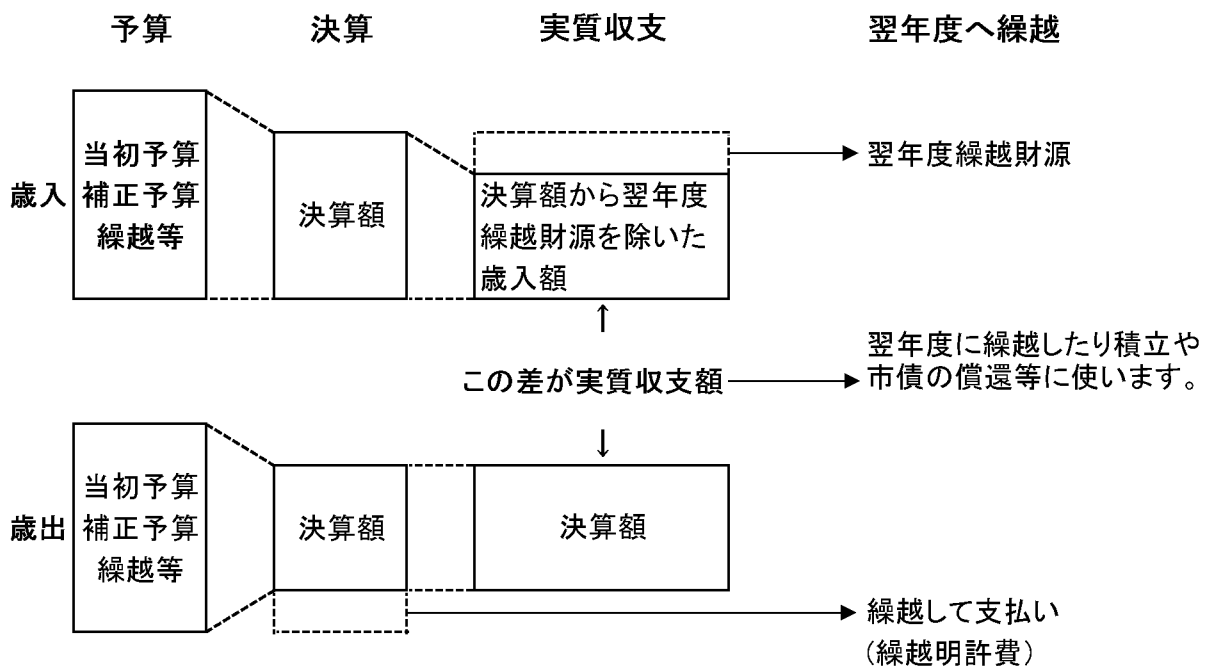 予算
決算
実質収支
翌年度へ繰越
歳入
当初予算
補正予算
繰越等
決算額
決算額から翌年度
繰越財源を除いた
歳入額
翌年度繰越財源
↑
この差が実質収支額
翌年度に繰越したり積立や
市債の償還等に使います。
↓
歳出
当初予算
補正予算
繰越等
決算額
決算額
繰越して支払い
(繰越明許費)